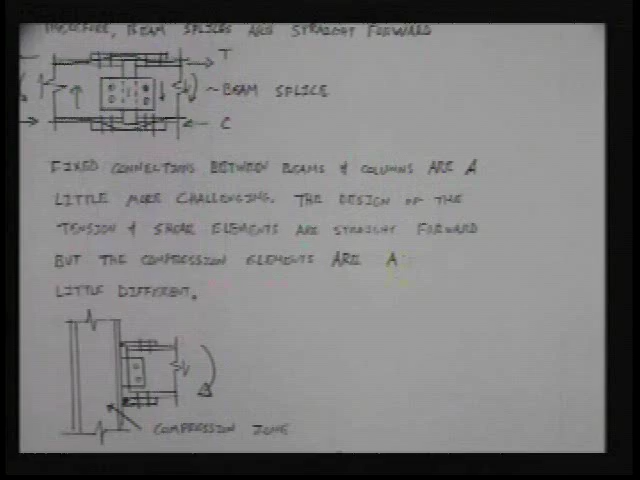 THEREFORE, BEAM SPLICES ARE STRAIGHT FORWARD
T
~BEAM SPLICE
C
FIXED CONNECTIONS BETWEEN BEAMS & COLUMNS ARE A
LITTLE MORE CHALLENGING. THE DESIGN OF THE
TENSION & SHEAR ELEMENTS ARE STRAIGHT FORWARD
BUT THE COMPRESSION ELEMENTS ARE A
LITTLE DIFFERENT.
COMPRESSION ZONE